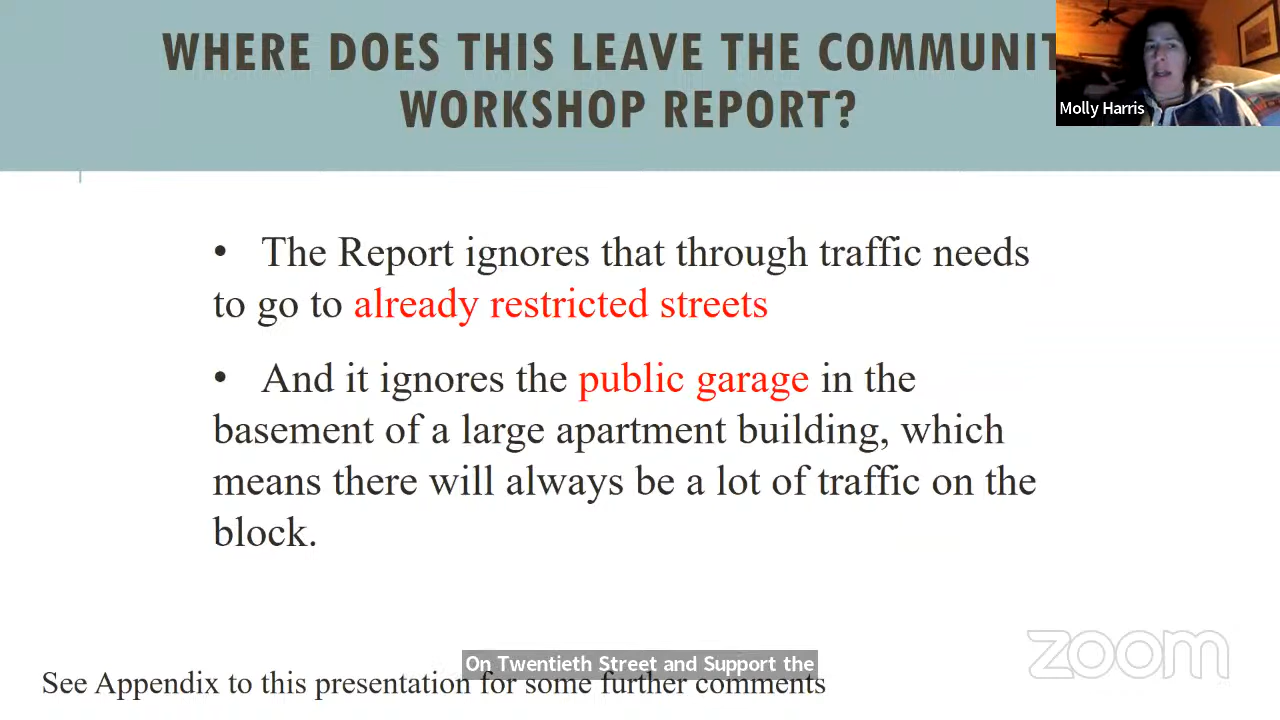 WHERE DOES THIS LEAVE THE COMMUNIT
WORKSHOP REPORT?
Molly Harris
• The Report ignores that through traffic needs
to go to already restricted streets
• And it ignores the public garage in the
basement of a large apartment building, which
means there will always be a lot of traffic on the
block.
zoom
On Twentieth Street and Support the
See Appendix to this presentation for some further comments